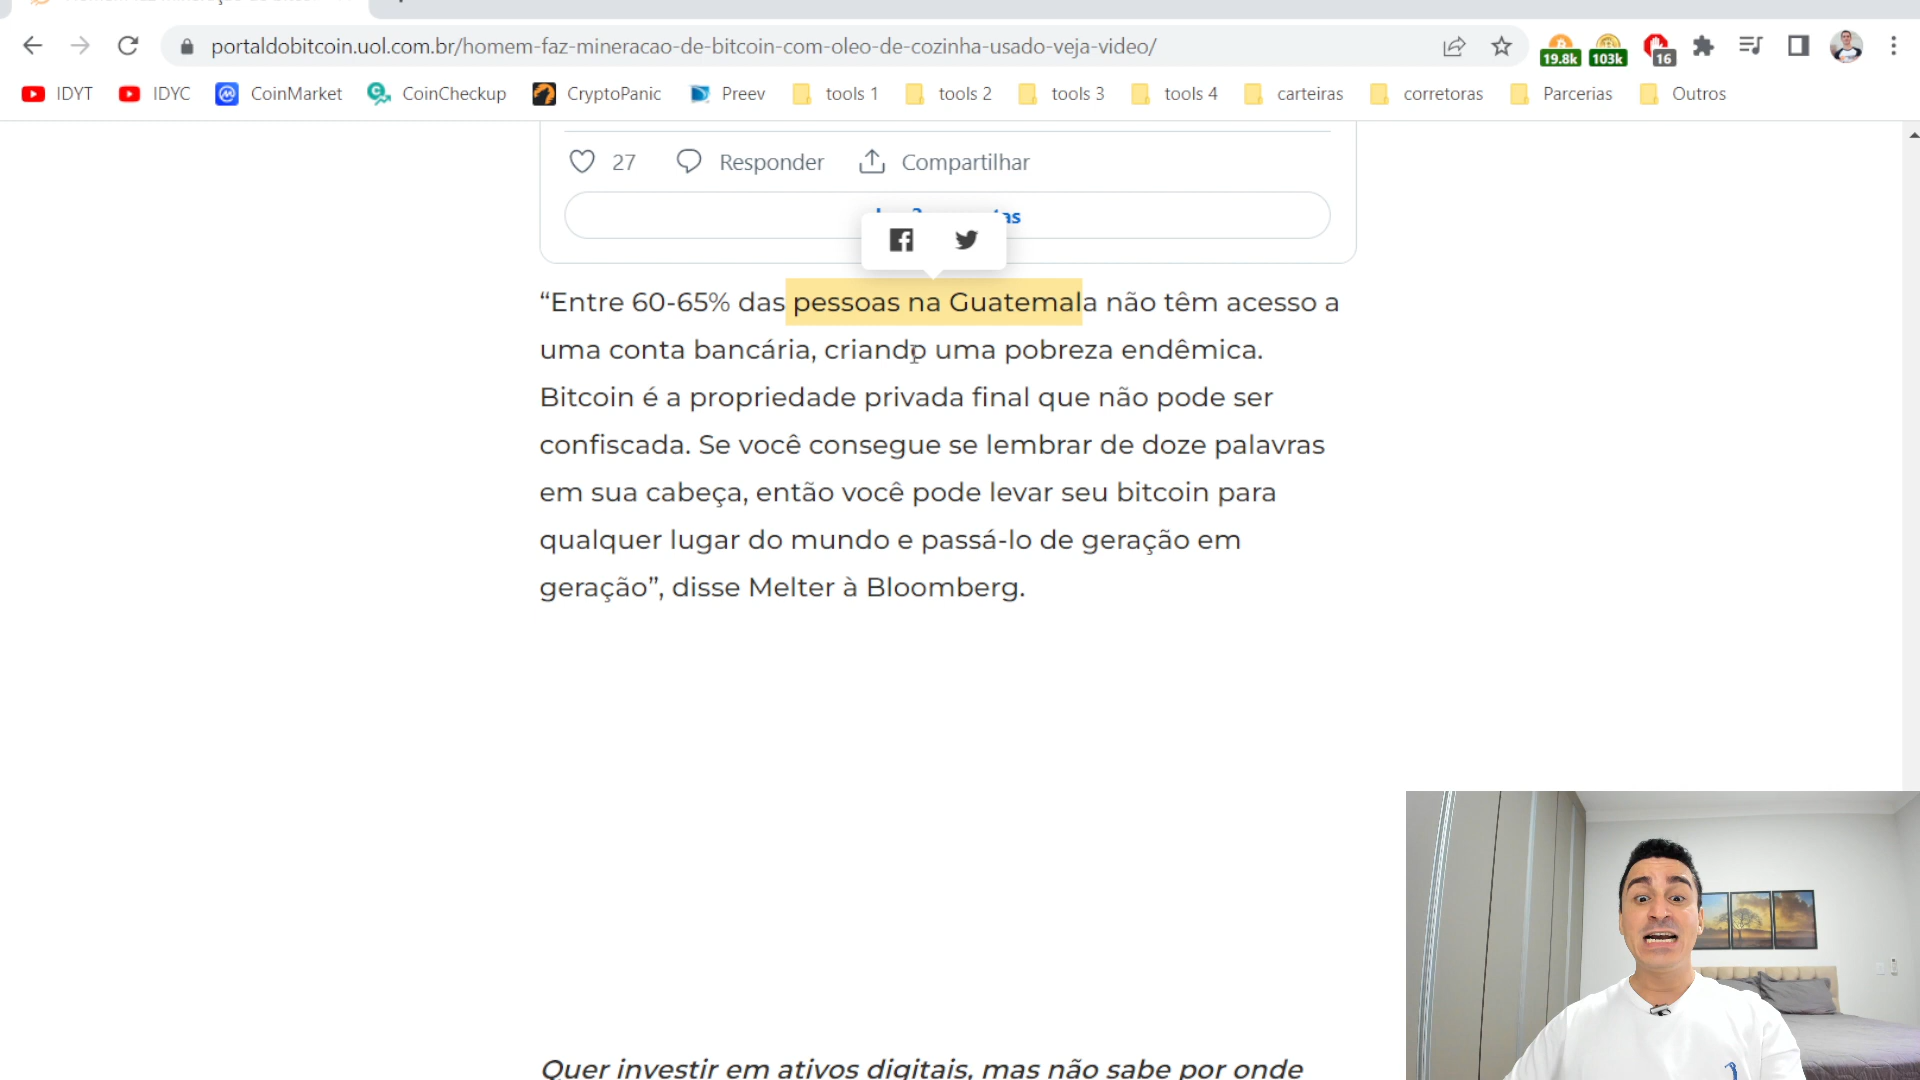 portaldobitcoin.uol.com.br/homem-faz-mineracao-de-bitcoin-com-oleo-de-cozinha-usado-veja-video/
19.8k 103k 16
IDYT IDYC CoinMarket CoinCheckup CryptoPanic Preev tools 1 tools 2 tools 3 tools 4 carteiras corretoras Parcerias Outros
27 Responder Compartilhar
“Entre 60-65% das pessoas na Guatemala não têm acesso a
uma conta bancária, criando uma pobreza endêmica.
Bitcoin é a propriedade privada final que não pode ser
confiscada. Se você consegue se lembrar de doze palavras
em sua cabeça, então você pode levar seu bitcoin para
qualquer lugar do mundo e passá-lo de geração em
geração”, disse Melter à Bloomberg.
Quer investir em ativos digitais, mas não sabe por onde